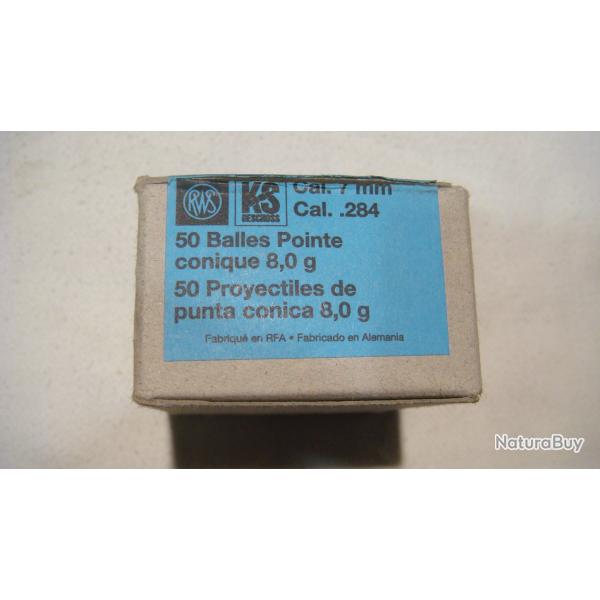 RWS
KS
GESCHOSS
Cal. 7 mm
Cal. .284
50 Balles Pointe
conique 8,0 g
50 Proyectiles de
punta conica 8,0 g
Fabriqué en RFA • Fabricado en Alemania
NaturaBuy